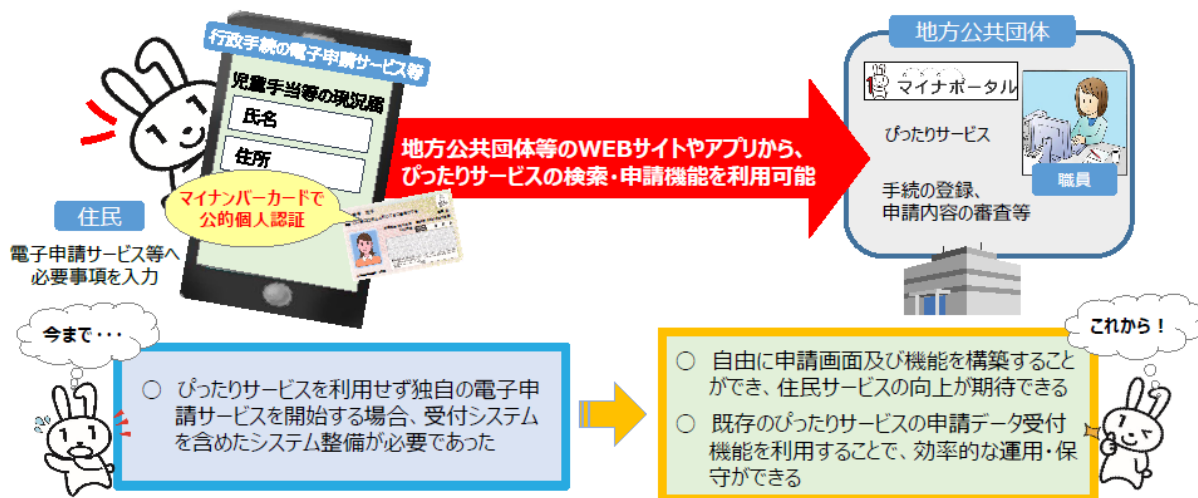 行政手続の電子申請サービス等
児童手当等の現況届
氏名
住所
マイナンバーカードで
公的個人認証
住民
電子申請サービス等へ
必要事項を入力
地方公共団体等のWEBサイトやアプリから、
ぴったりサービスの検索・申請機能を利用可能
地方公共団体
マイナポータル
ぴったりサービス
職員
手続の登録、
申請内容の審査等
今まで・・・
○ ぴったりサービスを利用せず独自の電子申
請サービスを開始する場合、受付システム
を含めたシステム整備が必要であった
これから！
○ 自由に申請画面及び機能を構築すること
ができ、住民サービスの向上が期待できる
○ 既存のぴったりサービスの申請データ受付
機能を利用することで、効率的な運用・保
守ができる